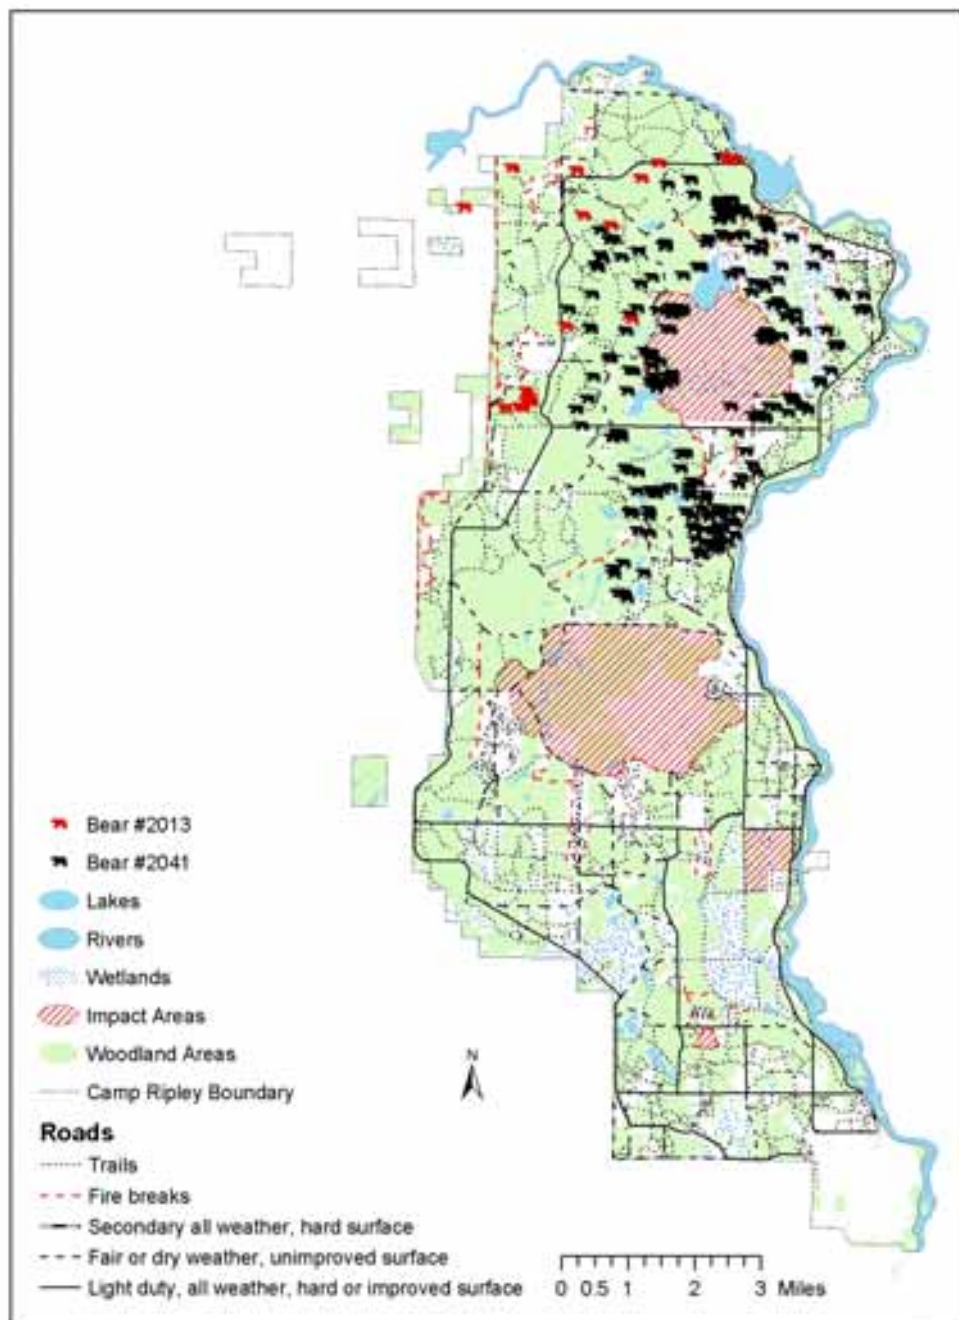 Bear #2013
Bear #2041
Lakes
Rivers
Wetlands
Impact Areas
Woodland Areas
Camp Ripley Boundary
N
Roads
Trails
Fire breaks
Secondary all weather, hard surface
Fair or dry weather, unimproved surface
Light duty, all weather, hard or improved surface
0 0.5 1 2 3 Miles